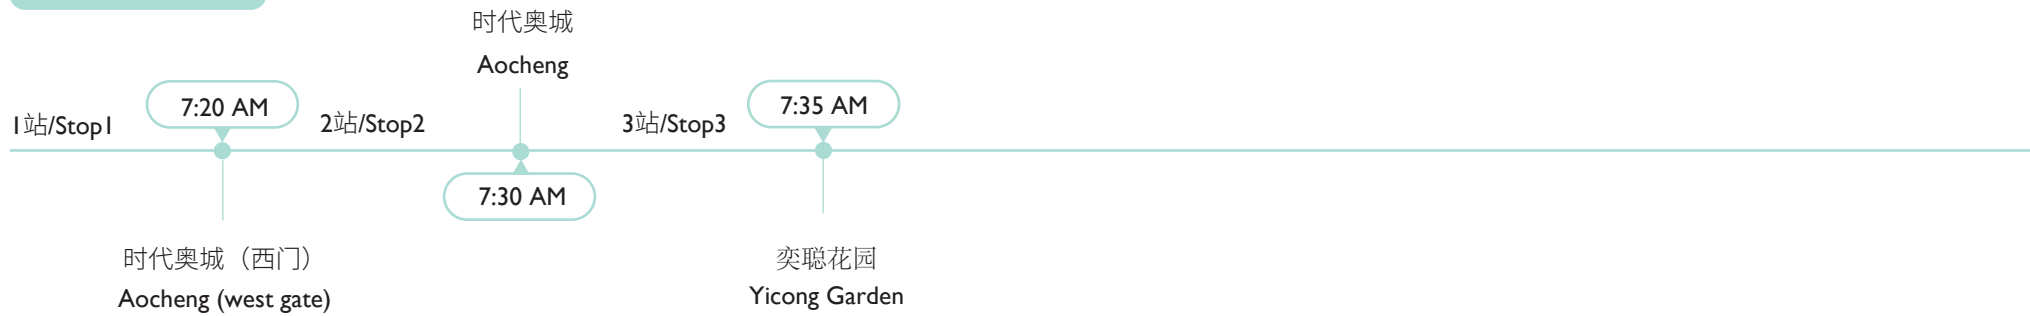 时代奥城
Aocheng
1站/Stop1
7:20 AM
2站/Stop2
3站/Stop3
7:35 AM
7:30 AM
时代奥城（西门）
Aocheng (west gate)
奕聪花园
Yicong Garden